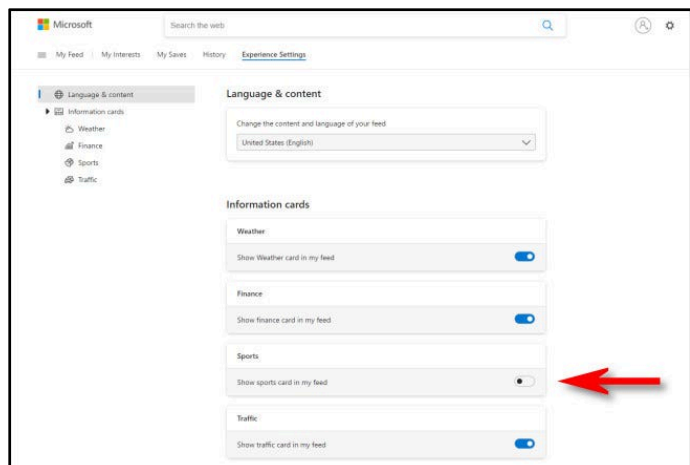 Microsoft
Search the web
My Feed
My Interests
My Saves
History
Experience Settings
Language & content
Information cards
Weather
Finance
Sports
Traffic
Language & content
Change the content and language of your feed
United States (English)
Information cards
Weather
Show Weather card in my feed
Finance
Show finance card in my feed
Sports
Show sports card in my feed
Traffic
Show traffic card in my feed